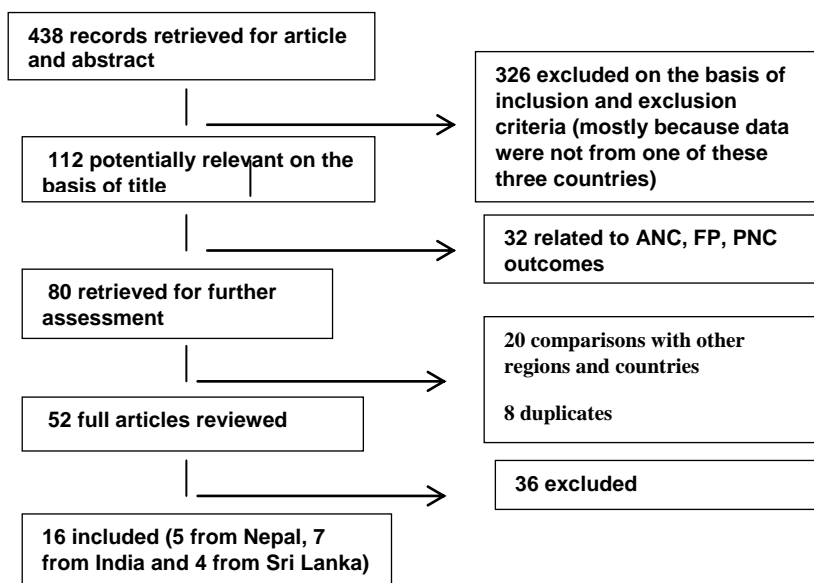 438 records retrieved for article
and abstract
326 excluded on the basis of
inclusion and exclusion
criteria (mostly because data
were not from one of these
three countries)
112 potentially relevant on the
basis of title
32 related to ANC, FP, PNC
outcomes
80 retrieved for further
assessment
20 comparisons with other
regions and countries
8 duplicates
52 full articles reviewed
36 excluded
16 included (5 from Nepal, 7
from India and 4 from Sri Lanka)